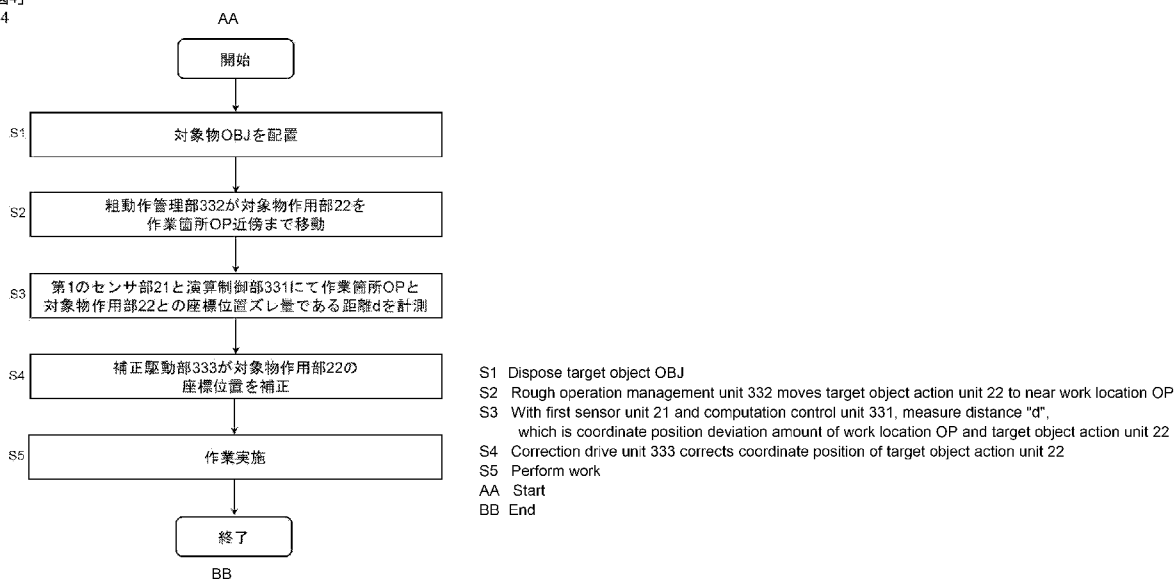 4
AA
開始
S1
対象物OBJを配置
S2
粗動作管理部332が対象物作用部22を
作業箇所OP近傍まで移動
S3
第1のセンサ部21と演算制御部331にて作業箇所OPと
対象物作用部22との座標位置ズレ量である距離dを計測
S4
補正駆動部333が対象物作用部22の
座標位置を補正
S5
作業実施
終了
BB
S1 Dispose target object OBJ
S2 Rough operation management unit 332 moves target object action unit 22 to near work location OP
S3 With first sensor unit 21 and computation control unit 331, measure distance "d",
which is coordinate position deviation amount of work location OP and target object action unit 22
S4 Correction drive unit 333 corrects coordinate position of target object action unit 22
S5 Perform work
AA Start
BB End